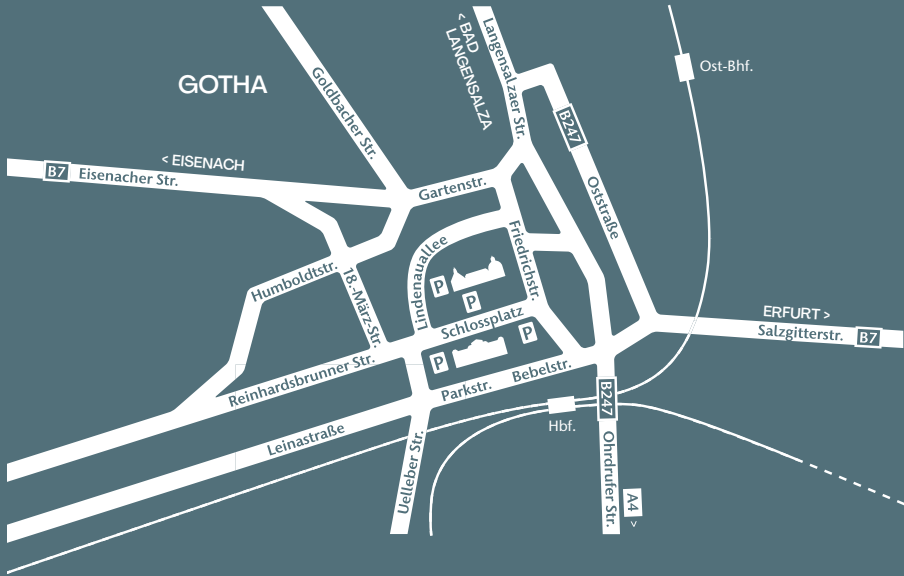 GOTHA
Goldbacher Str.
< BAD
LANGENSALZA
Langensalzaer Str.
Ost-Bhf.
B247
< EISENACH
B7
Eisenacher Str.
Gartenstr.
Oststraße
Friedrichstr.
Lindenauallee
Humboldtstr.
18.-März-Str.
P
P
Schlossplatz
P
P
ERFURT >
Salzgitterstr.
B7
Reinhardsbrunner Str.
Parkstr.
Bebelstr.
B247
Hbf.
Leinastraße
Uelleber Str.
Ohrdrufer Str.
A4
>